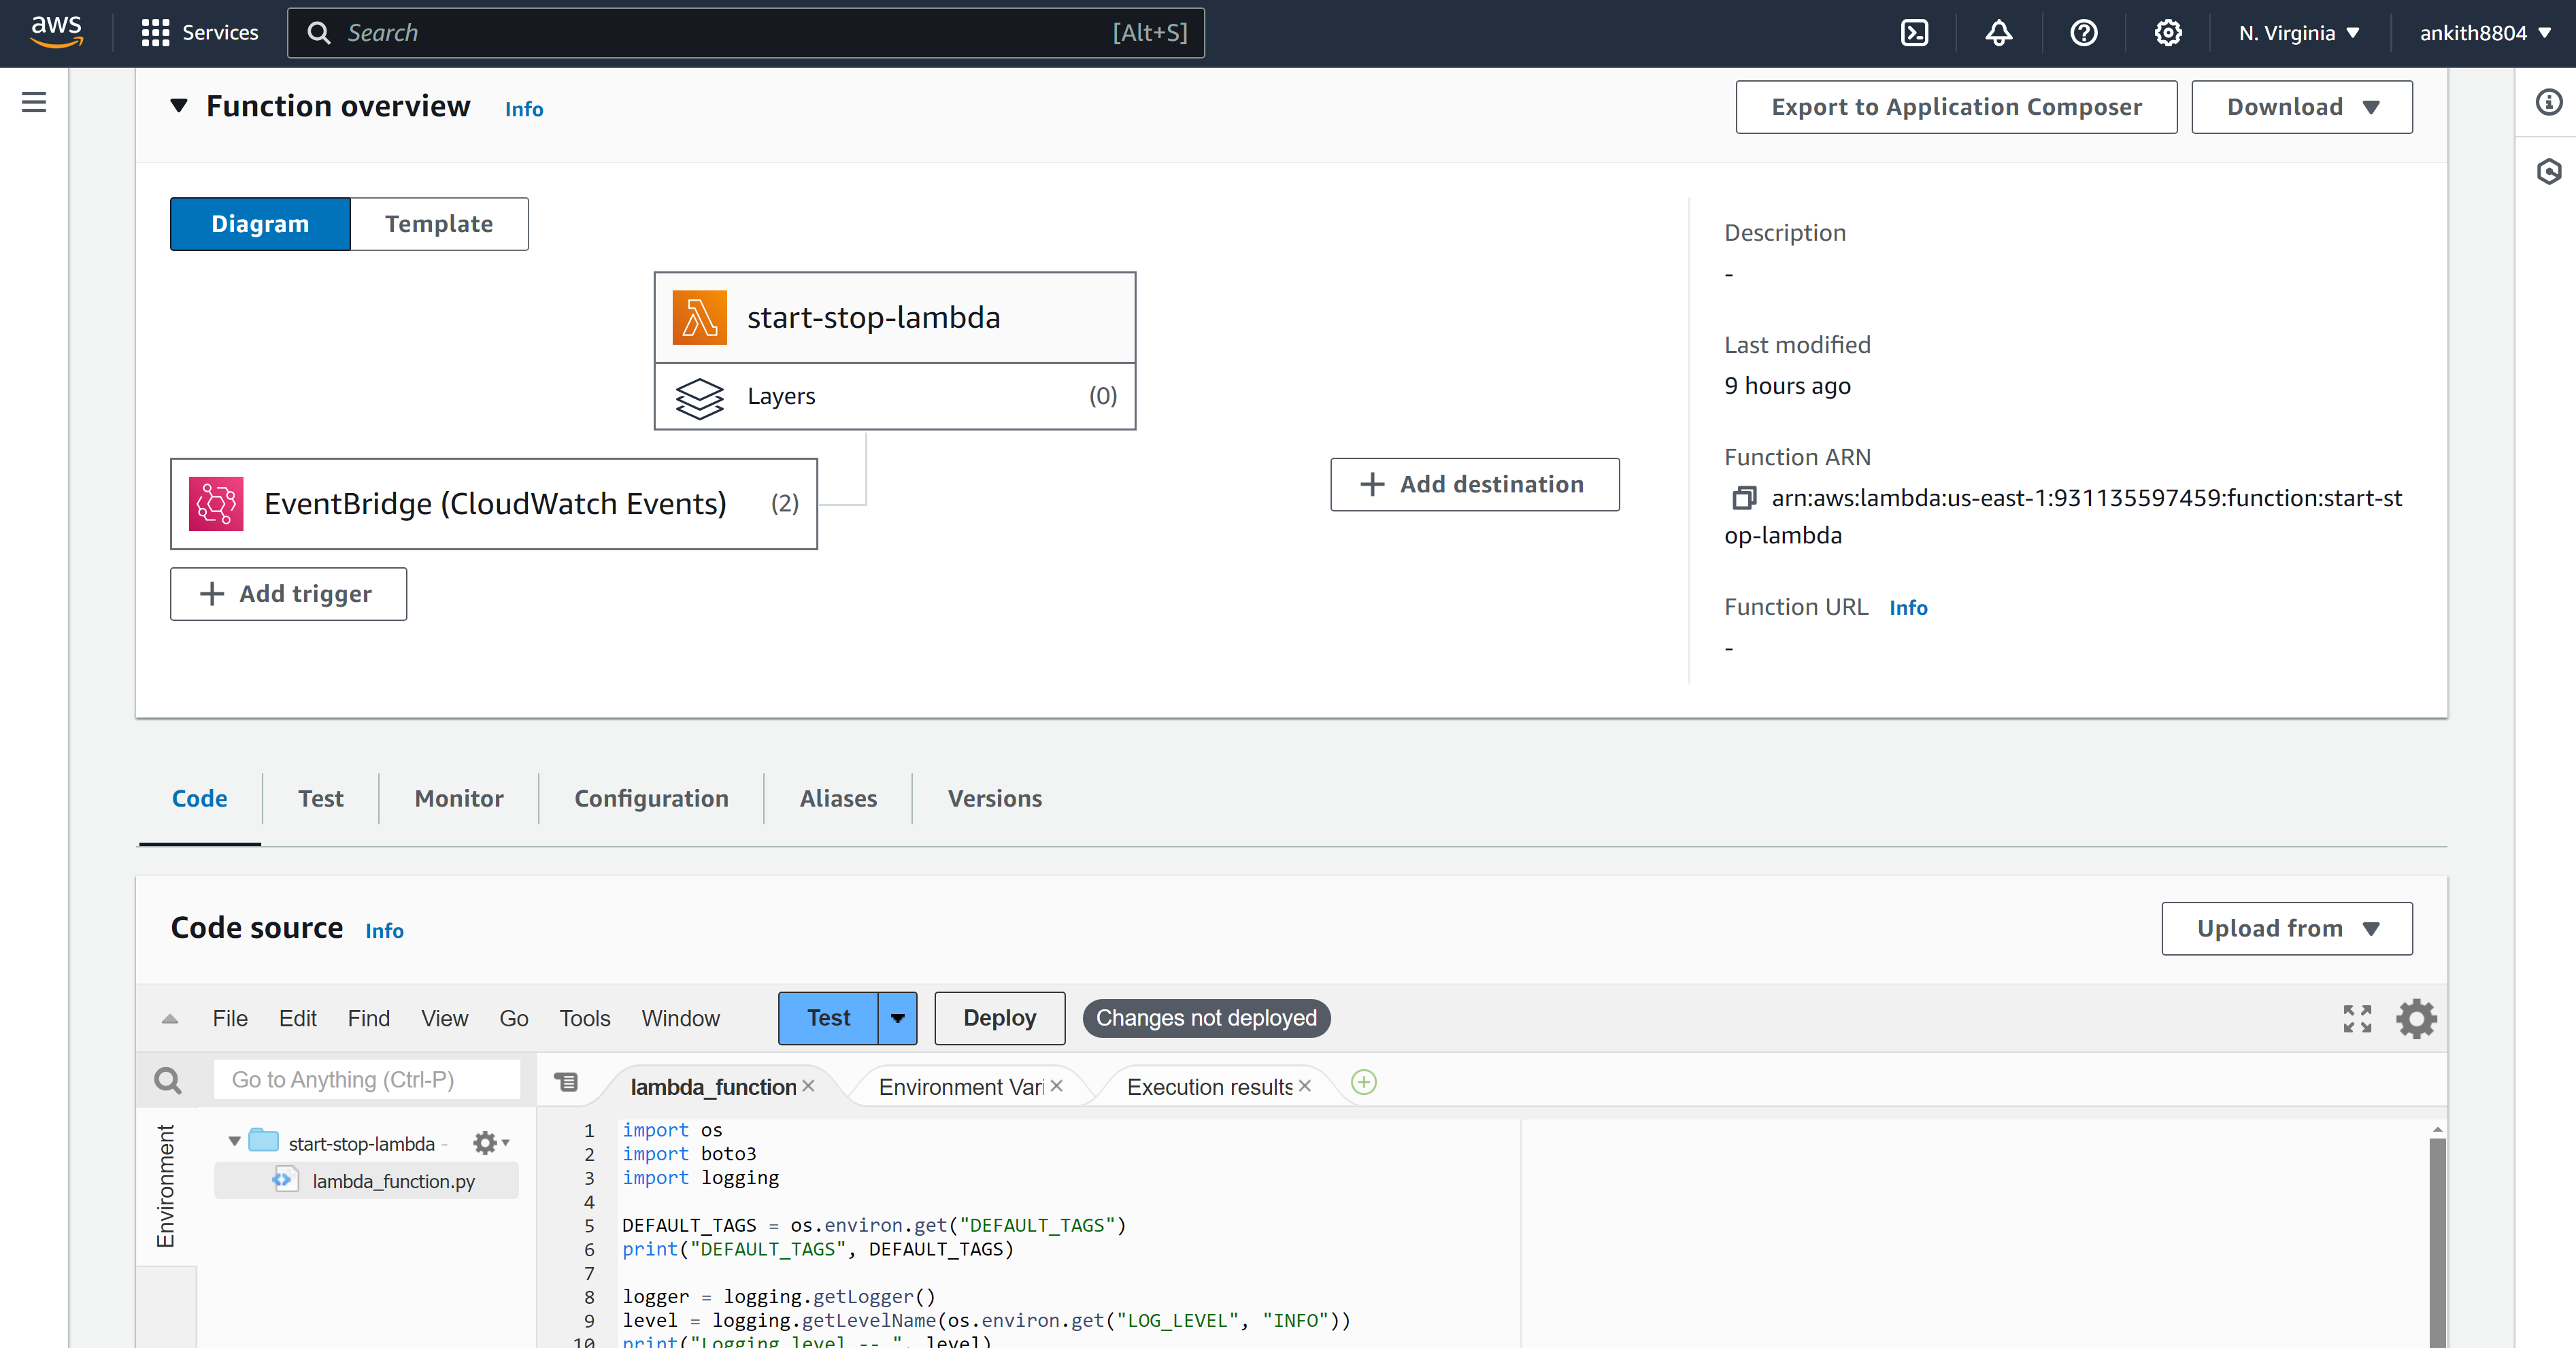 aws
Services
Search
[Alt+S]
N. Virginia
ankith8804
Function overview
Info
Export to Application Composer
Download
Diagram
Template
start-stop-lambda
Layers
(0)
EventBridge (CloudWatch Events)
(2)
Add trigger
Add destination
Description
-
Last modified
9 hours ago
Function ARN
arn:aws:lambda:us-east-1:931135597459:function:start-st
op-lambda
Function URL Info
-
Code
Test
Monitor
Configuration
Aliases
Versions
Code source
Info
Upload from
File
Edit
Find
View
Go
Tools
Window
Test
Deploy
Changes not deployed
Go to Anything (Ctrl-P)
lambda_function
Environment Vari
Execution results
Environment
start-stop-lambda -
lambda_function.py
1 import os
2 import boto3
3 import logging
4
5 DEFAULT_TAGS = os.environ.get("DEFAULT_TAGS")
6 print("DEFAULT_TAGS", DEFAULT_TAGS)
7
8 logger = logging.getLogger()
9 level = logging.getLevelName(os.environ.get("LOG_LEVEL", "INFO"))
10 print("Logging level -- ", level)